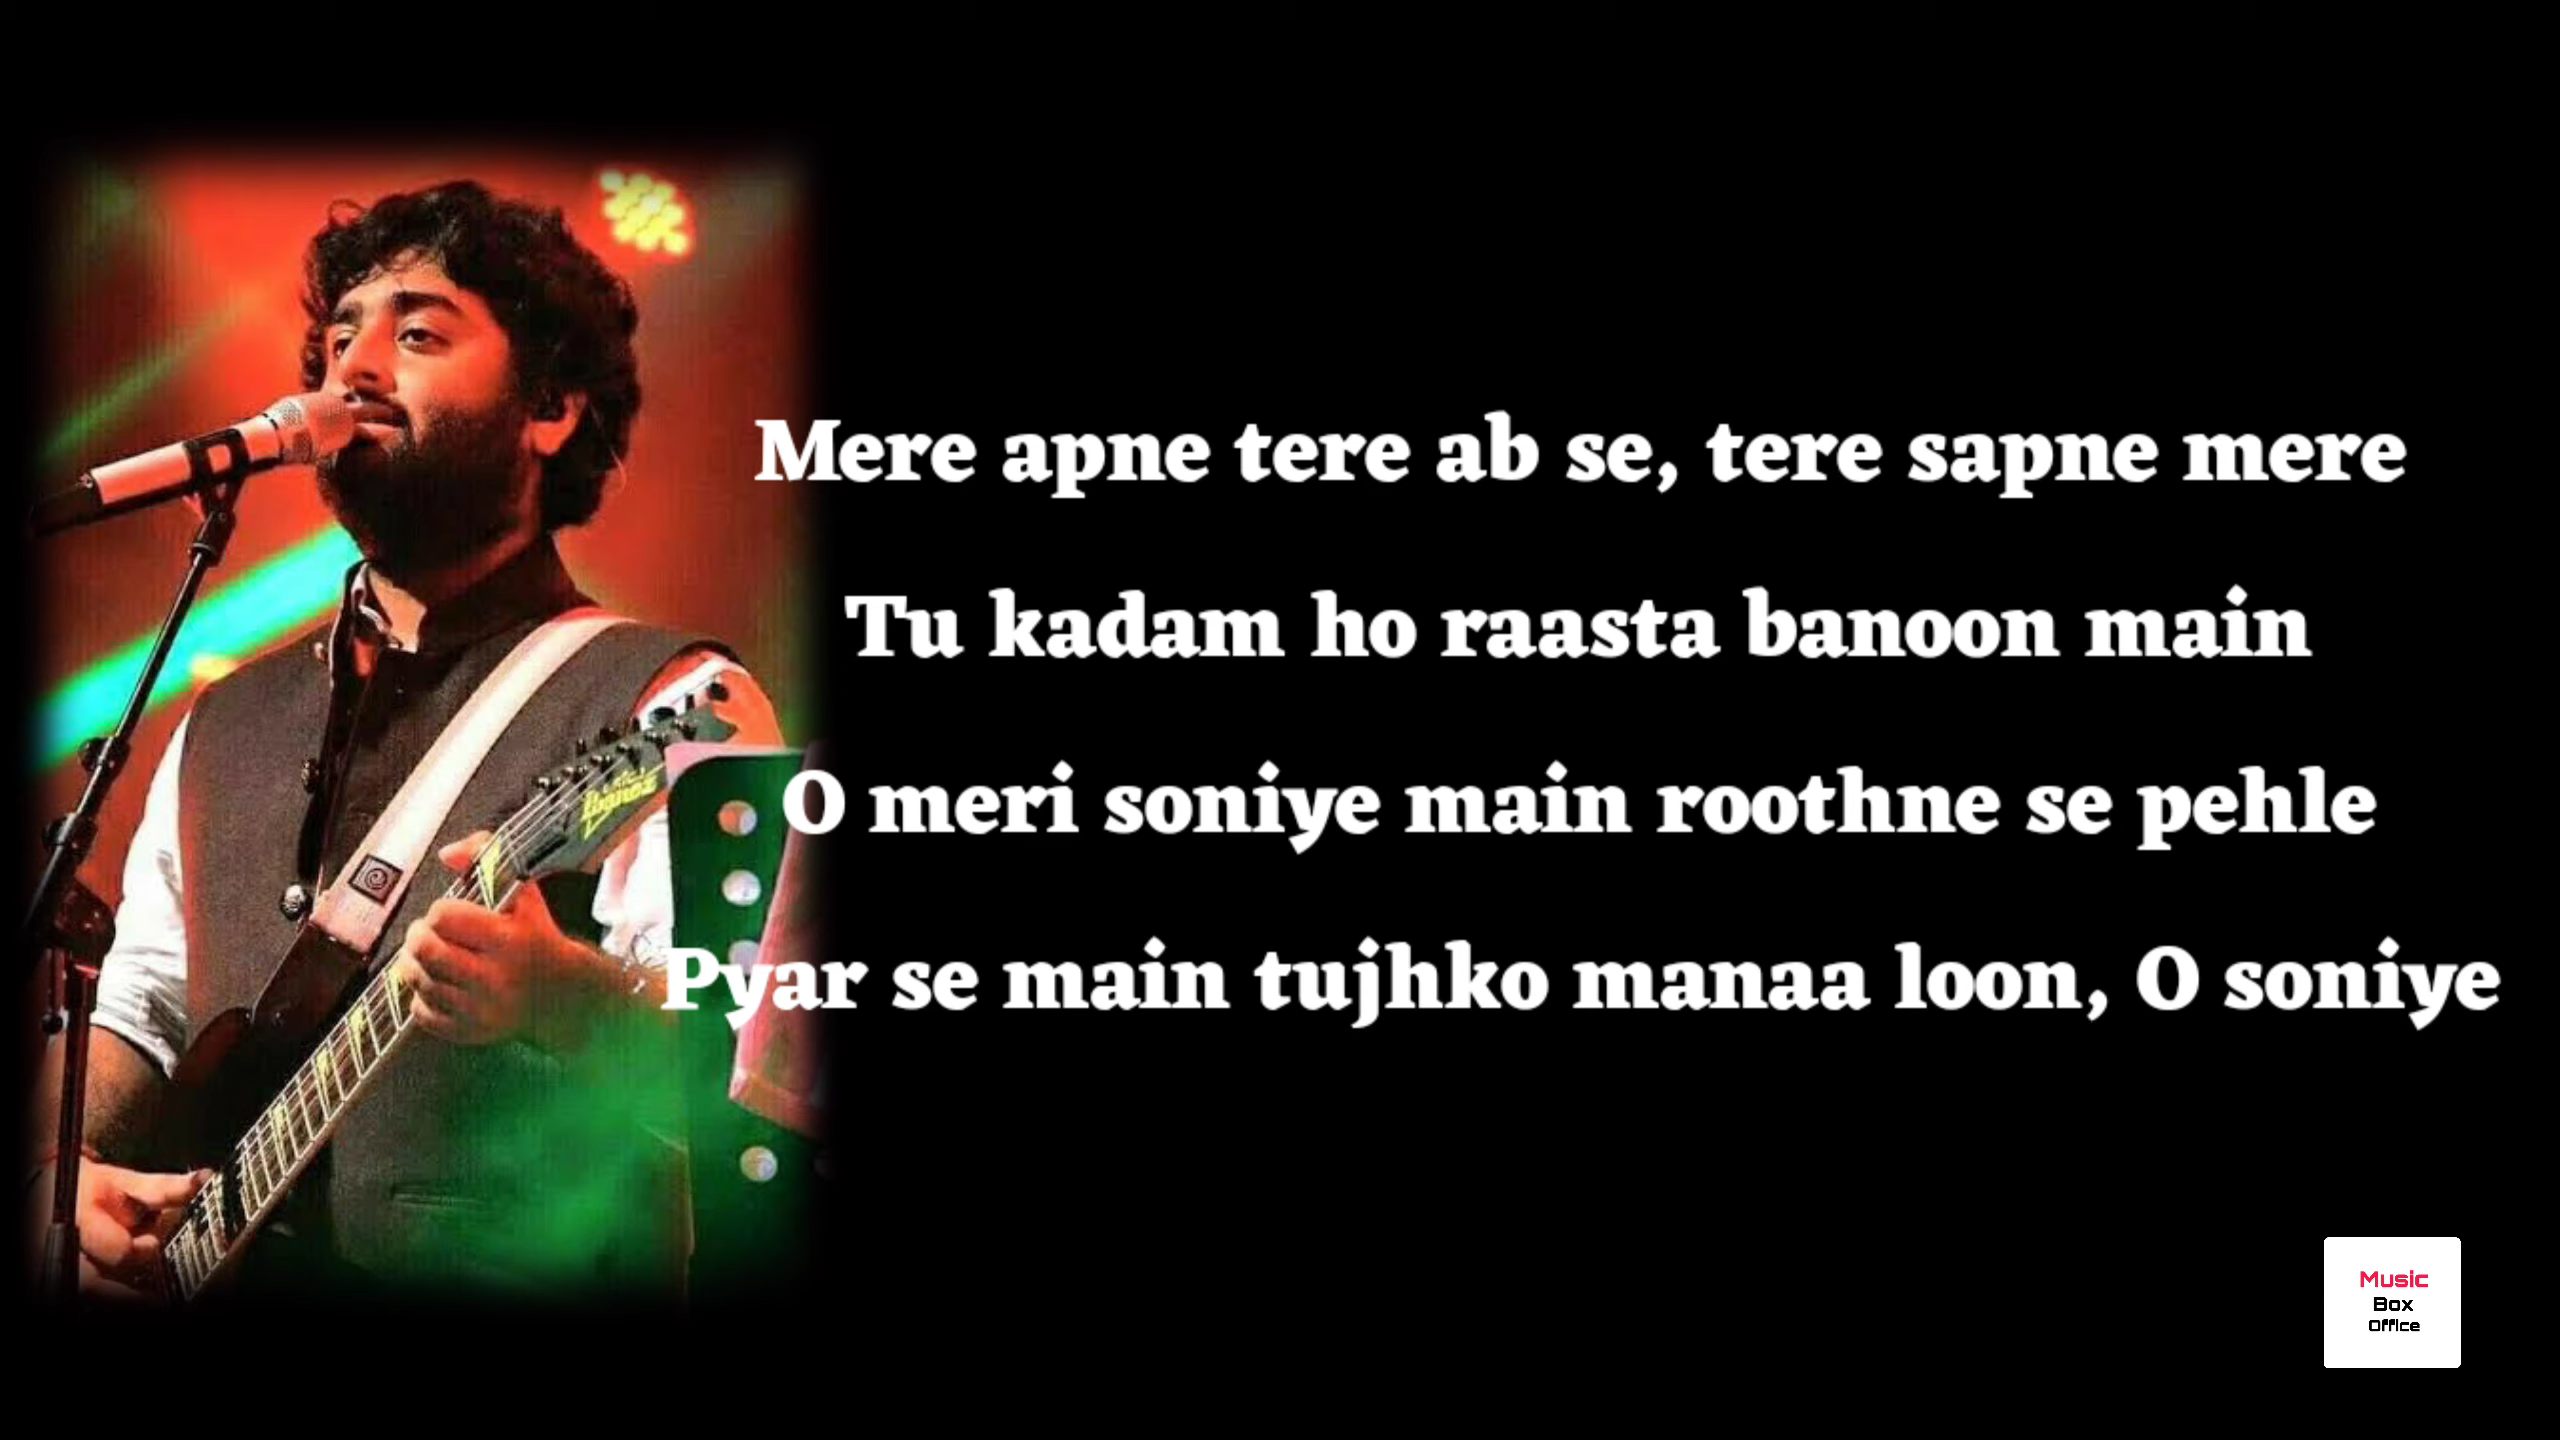 Mere apne tere ab se, tere sapne mere
Tu kadam ho raasta banoon main
O meri soniye main roothne se pehle
Pyar se main tujhko manaa loon, O soniye
Ibanez
Music
Box
Office